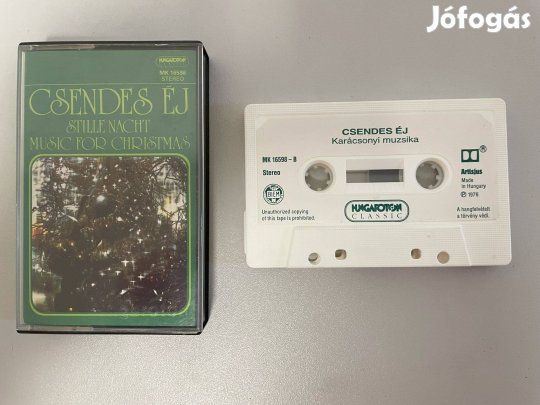 Jófogás
HUNGAROTON
MK 16598
STEREO
CSENDES ÉJ
STILLE NACHT
MUSIC FOR CHRISTMAS
CSENDES ÉJ
Karácsonyi muzsika
MK 16598 – B
Stereo
BIEM
Unauthorized copying
of this tape is prohibited.
HUNGAROTON
CLASSIC
Artisjus
Made
in Hungary
℗ 1976
A hangfelvételt
a törvény védi.